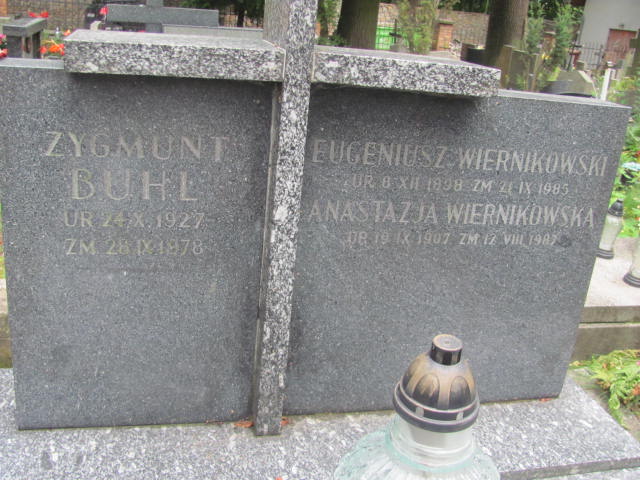 ZYGMUNT
BUHL
UR 24.X.1927
ZM 28.IX.1978
EUGENIUSZ WIERNIKOWSKI
UR 8 XII 1898 ZM 21 IX 1985
ANASTAZJA WIERNIKOWSKA
UR 19 IX 1907 ZM 17 VIII 1987